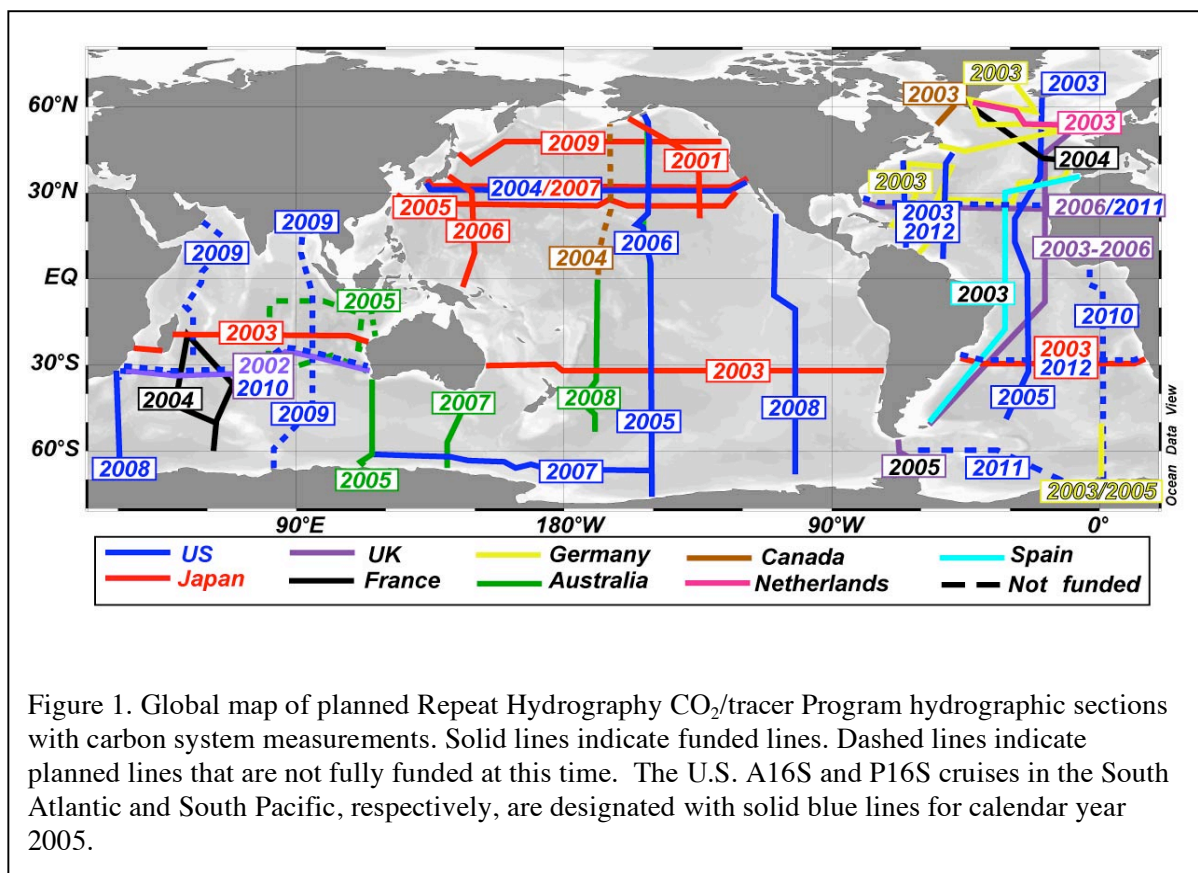 2003
2003
2003
60°N
2003
2009
2001
2004
2004/2007
30°N
2003
2005
2003
2012
2006/2011
2009
2009
2006
2006
2003-2006
2004
EQ
2005
2003
2010
2003
2003
2003
2012
30°S
2002
2010
2004
2009
2007
2008
2005
2008
2005
60°S
2008
2005
2007
2005
2011
2003/2005
Ocean Data View
90°E
180°W
90°W
0°
US
UK
Germany
Canada
Spain
Japan
France
Australia
Netherlands
Not funded
Figure 1. Global map of planned Repeat Hydrography CO₂/tracer Program hydrographic sections
with carbon system measurements. Solid lines indicate funded lines. Dashed lines indicate
planned lines that are not fully funded at this time. The U.S. A16S and P16S cruises in the South
Atlantic and South Pacific, respectively, are designated with solid blue lines for calendar year
2005.